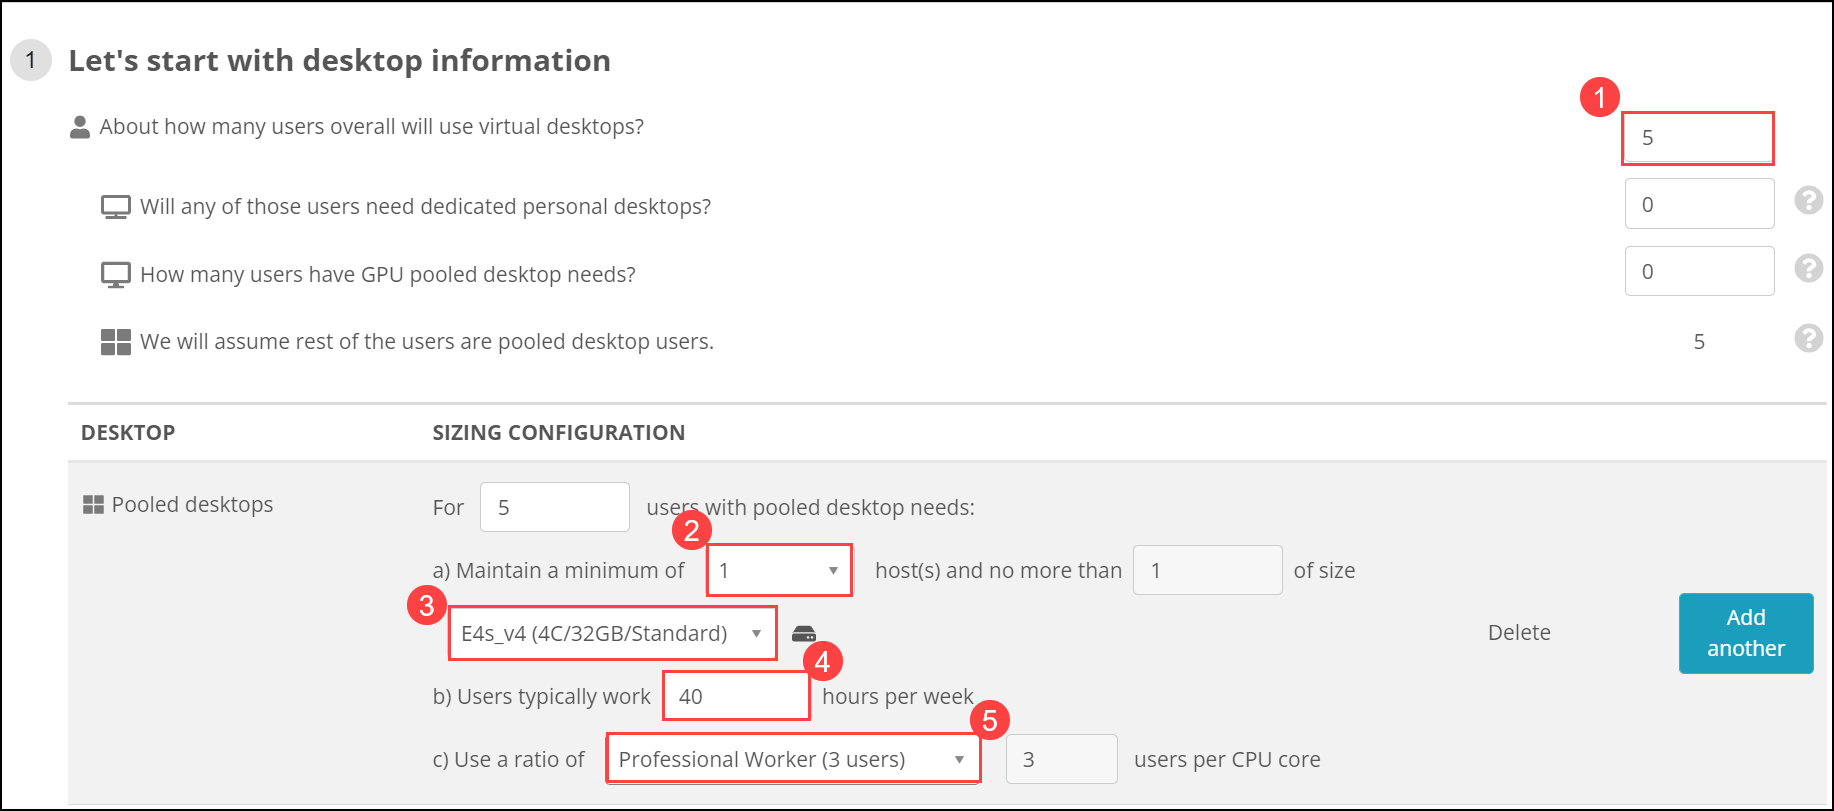 1 Let's start with desktop information
1
About how many users overall will use virtual desktops? 5
Will any of those users need dedicated personal desktops? 0 ?
How many users have GPU pooled desktop needs? 0 ?
We will assume rest of the users are pooled desktop users. 5 ?
DESKTOP SIZING CONFIGURATION
Pooled desktops For 5 users with pooled desktop needs:
2
a) Maintain a minimum of 1 host(s) and no more than 1 of size
3
E4s_v4 (4C/32GB/Standard) Delete Add another
4
b) Users typically work 40 hours per week
5
c) Use a ratio of Professional Worker (3 users) 3 users per CPU core